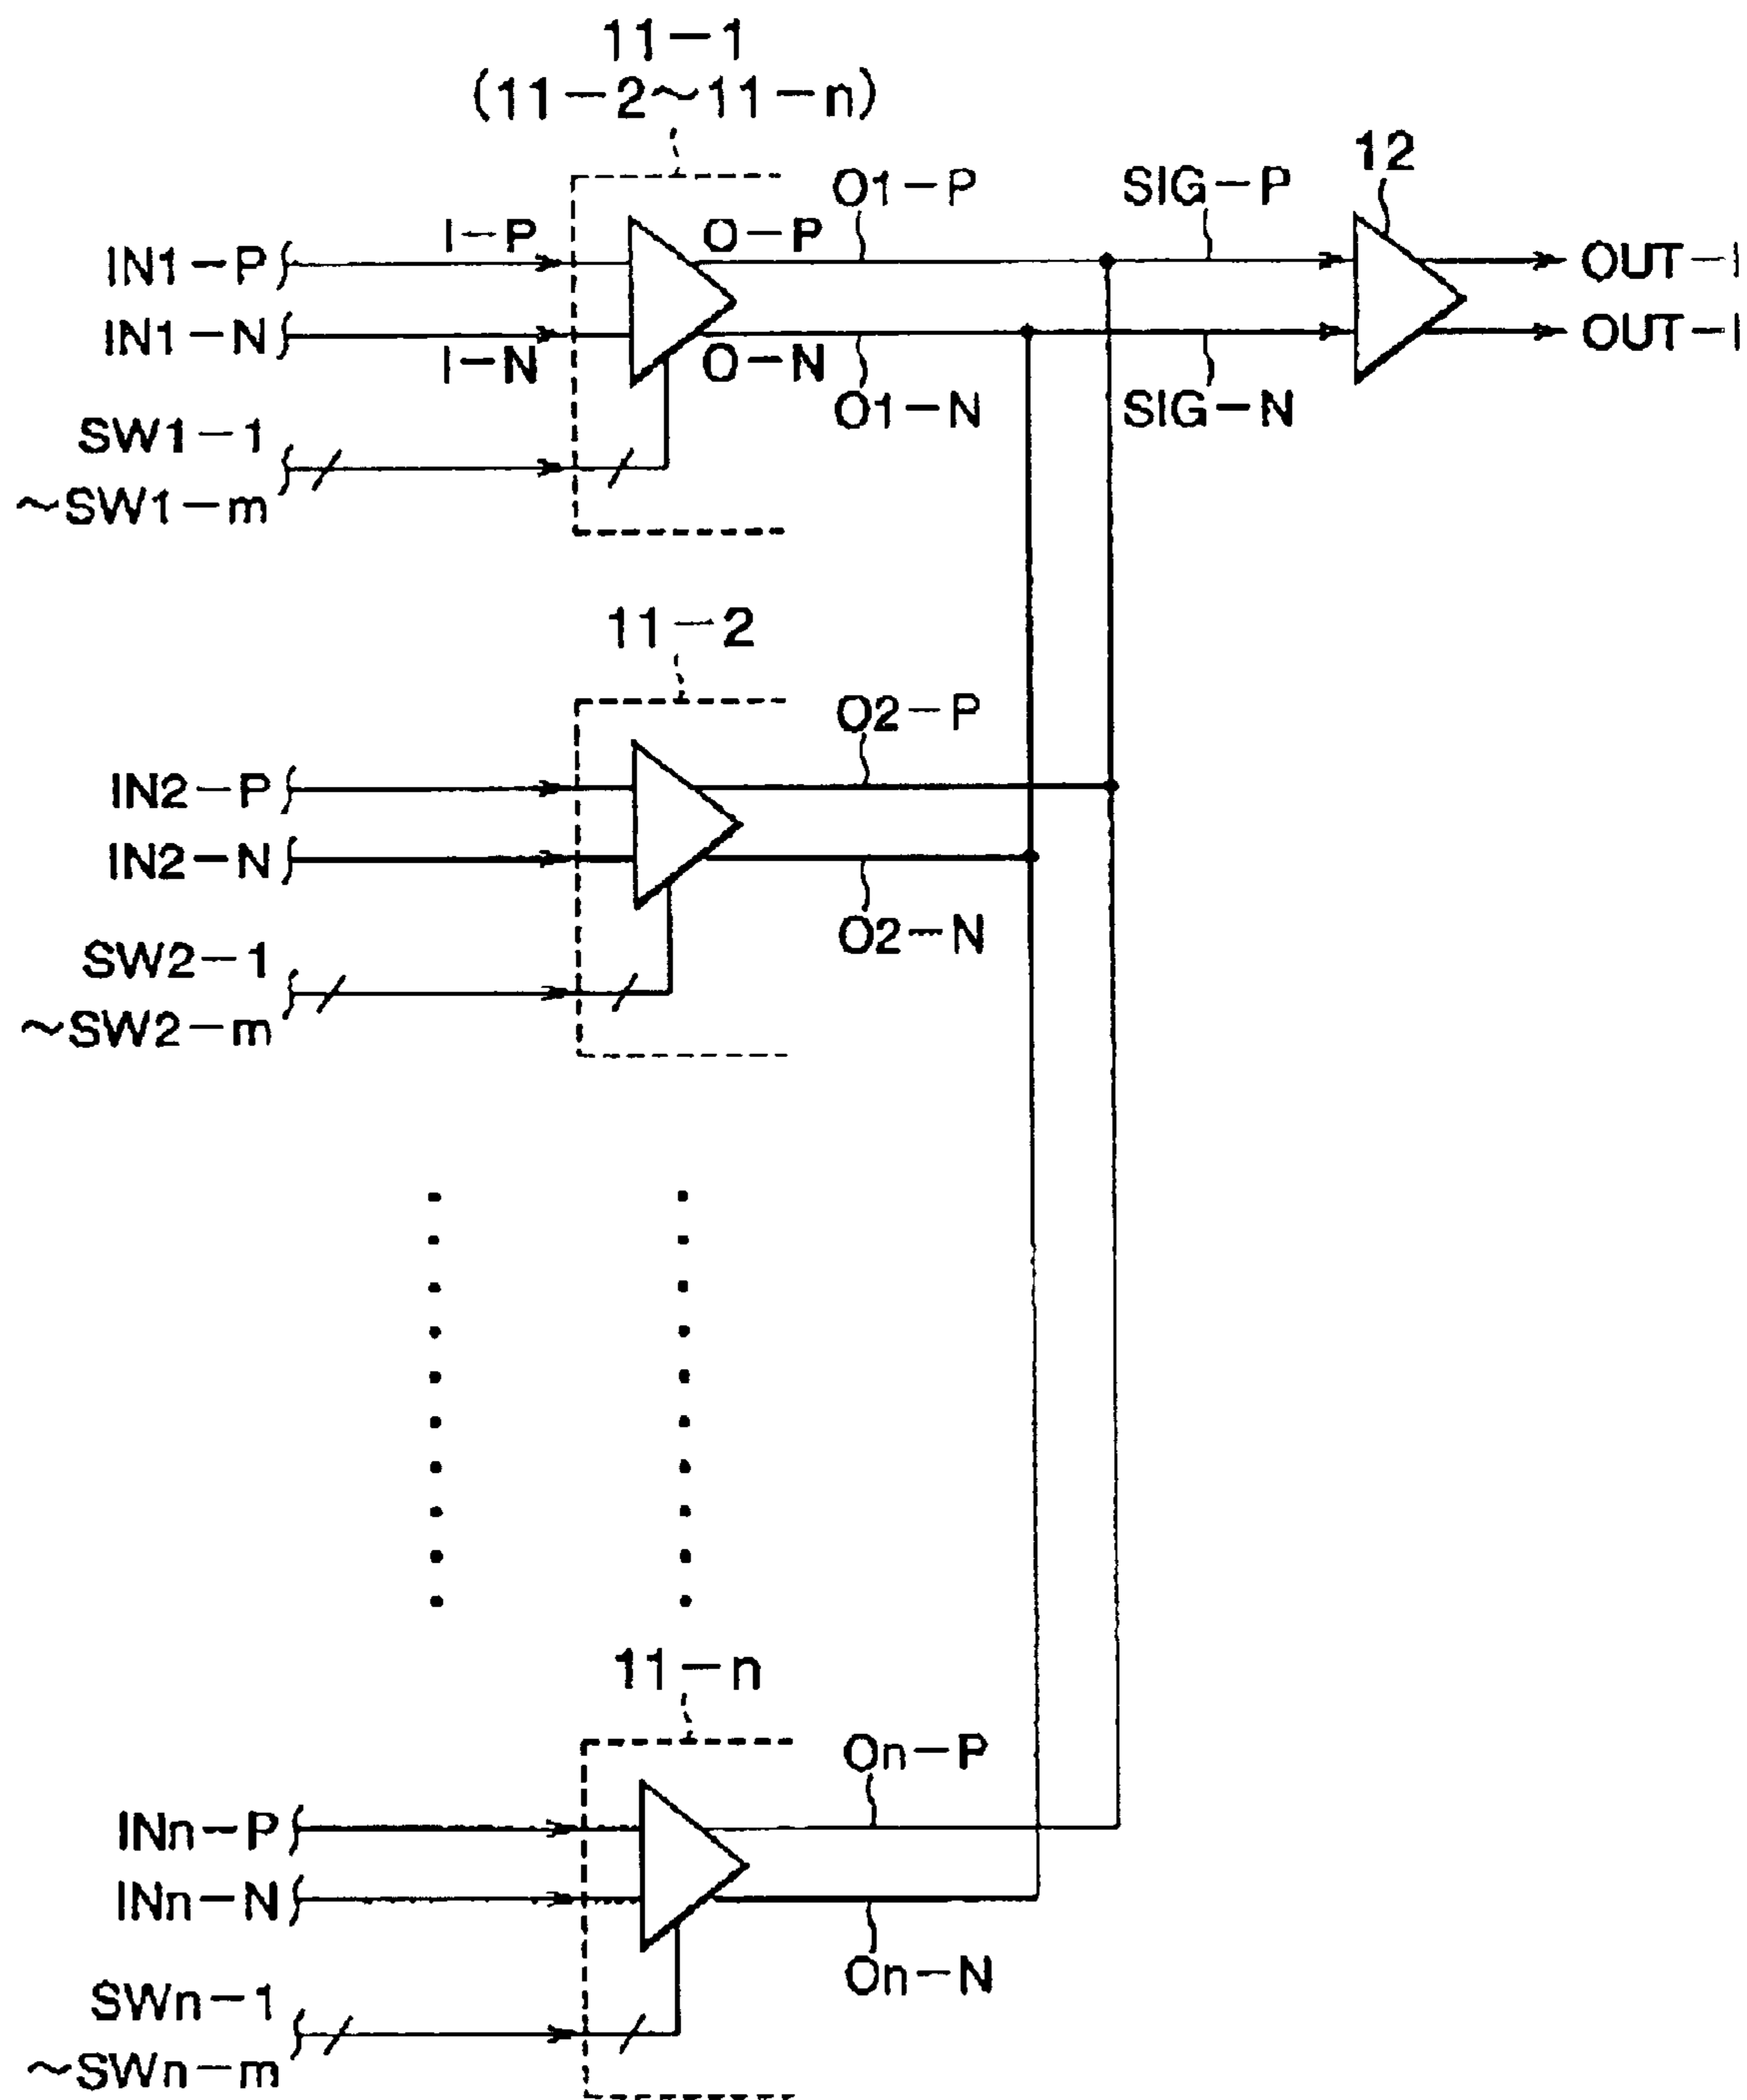 11-1
(11-2~11-n)
12
O1-P
SIG-P
I-P
O-P
IN1-P
OUT-
IN1-N
OUT-
I-N
O-N
O1-N
SIG-N
SW1-1
~SW1-m
11-2
O2-P
IN2-P
IN2-N
O2-N
SW2-1
~SW2-m
11-n
On-P
INn-P
INn-N
On-N
SWn-1
~SWn-m